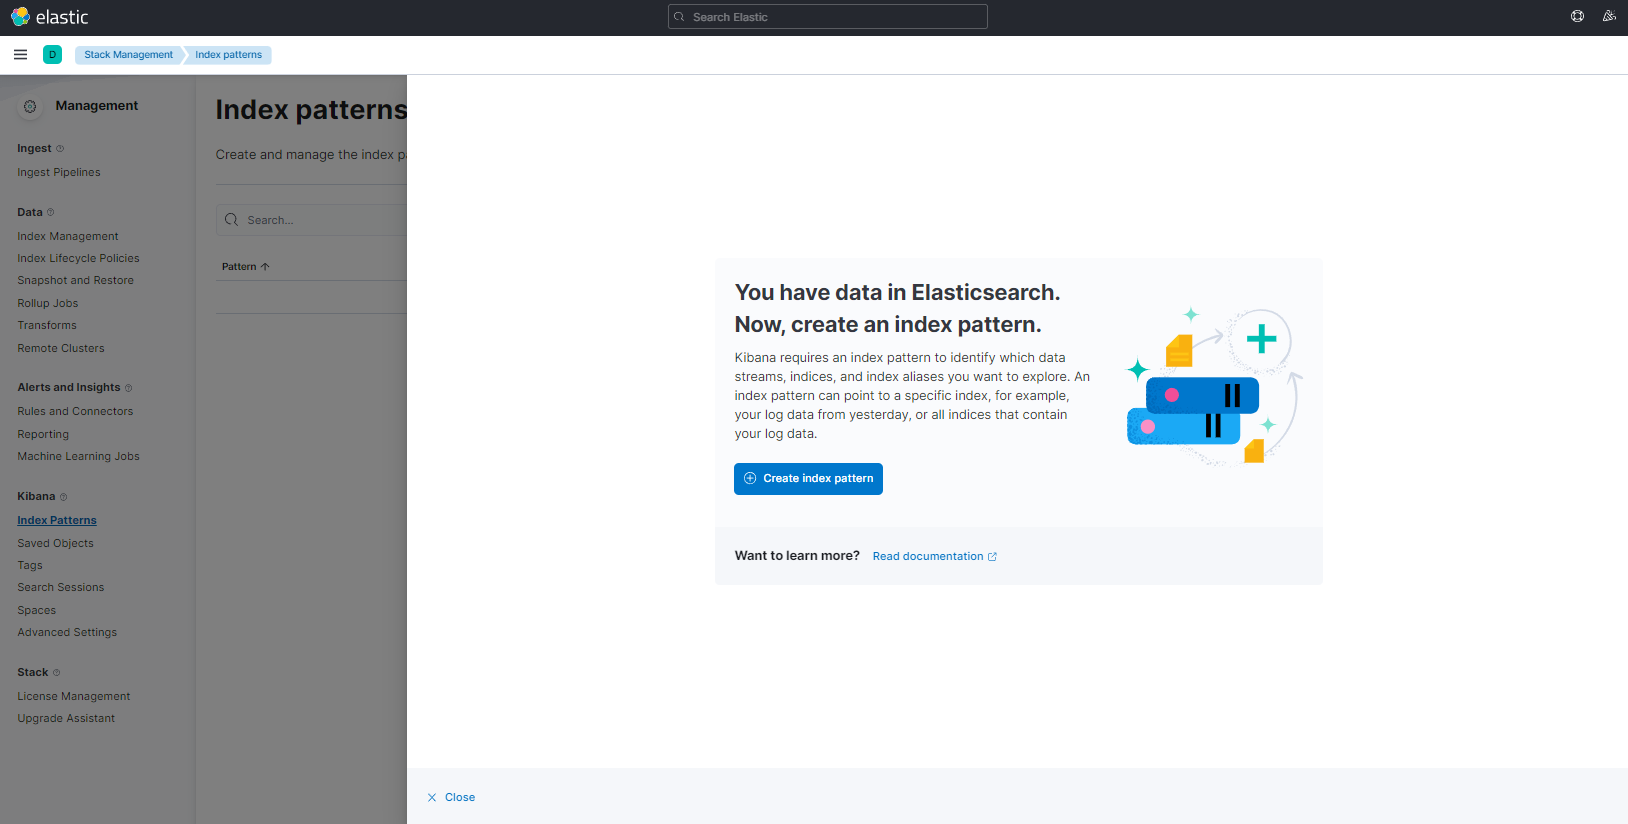 elastic
Search Elastic
D
Stack Management
Index patterns
Management
Ingest
Ingest Pipelines
Data
Index Management
Index Lifecycle Policies
Snapshot and Restore
Rollup Jobs
Transforms
Remote Clusters
Alerts and Insights
Rules and Connectors
Reporting
Machine Learning Jobs
Kibana
Index Patterns
Saved Objects
Tags
Search Sessions
Spaces
Advanced Settings
Stack
License Management
Upgrade Assistant
Index patterns
Create and manage the index p
Search...
Pattern
You have data in Elasticsearch.
Now, create an index pattern.
Kibana requires an index pattern to identify which data
streams, indices, and index aliases you want to explore. An
index pattern can point to a specific index, for example,
your log data from yesterday, or all indices that contain
your log data.
Create index pattern
Want to learn more? Read documentation
Close